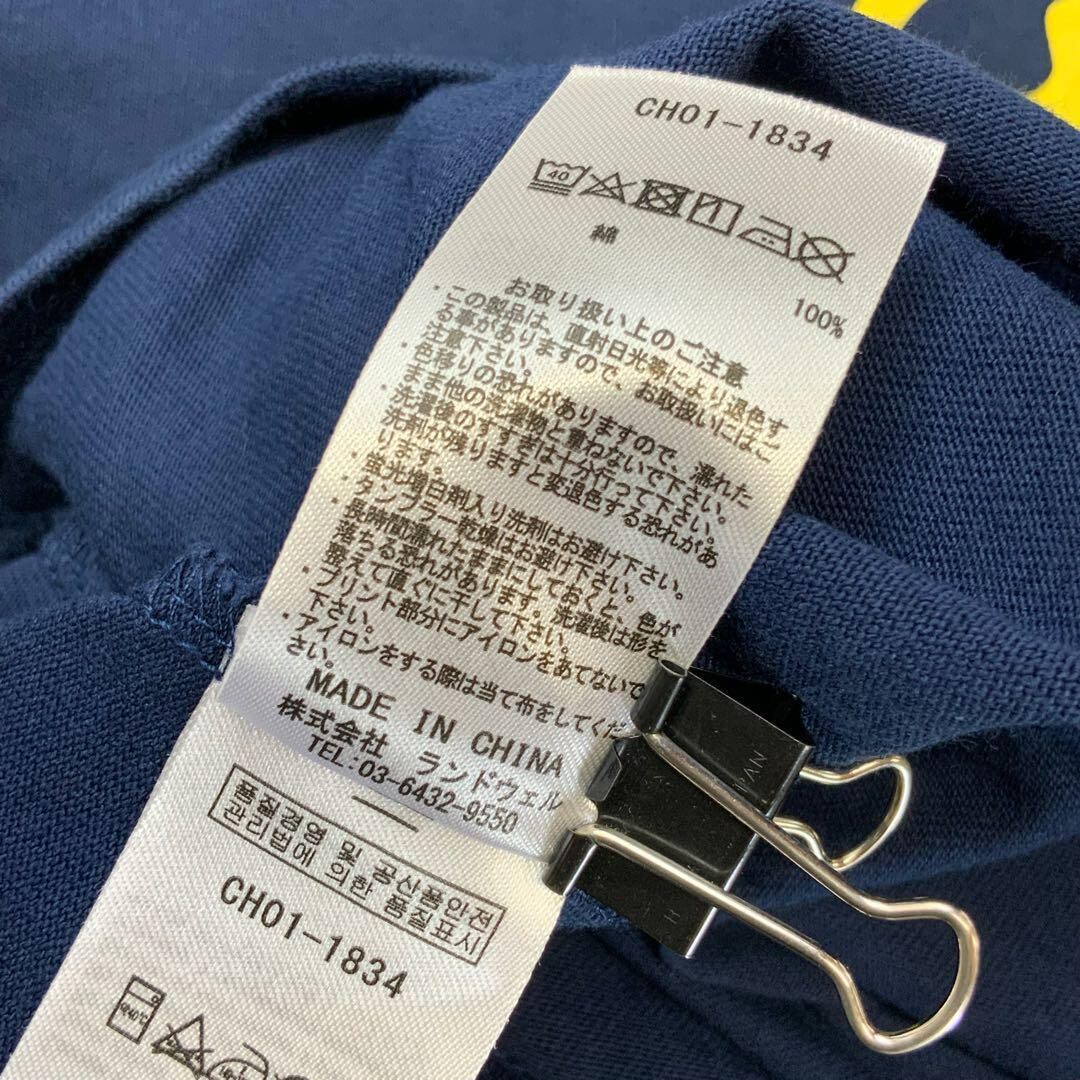 CH01-1834
40
綿
100%
お取り扱い上のご注意
・この製品は、直射日光等により退色す
る事がありますので、お取扱いにはご
注意下さい。
・色移りの恐れがありますので、濡れた
まま他の洗濯物と重ねないで下さい。
・洗濯後のすすぎは十分行って下さい。
洗剤が残りますと変退色する恐れがあ
ります。
・蛍光増白剤入り洗剤はお避け下さい。
・タンブラー乾燥はお避け下さい。
・長時間濡れたままにしておくと、色が
落ちる恐れがあります。洗濯後は形を
整えて直ぐに干して下さい。
・プリント部分にアイロンをあてないで
下さい。
・アイロンをする際は当て布をしてくだ
さい。
MADE IN CHINA
株式会社 ランドウェル
TEL:03-6432-9550
품질경영 및 공산품안전
관리법에 의한 품질표시
CH01-1834